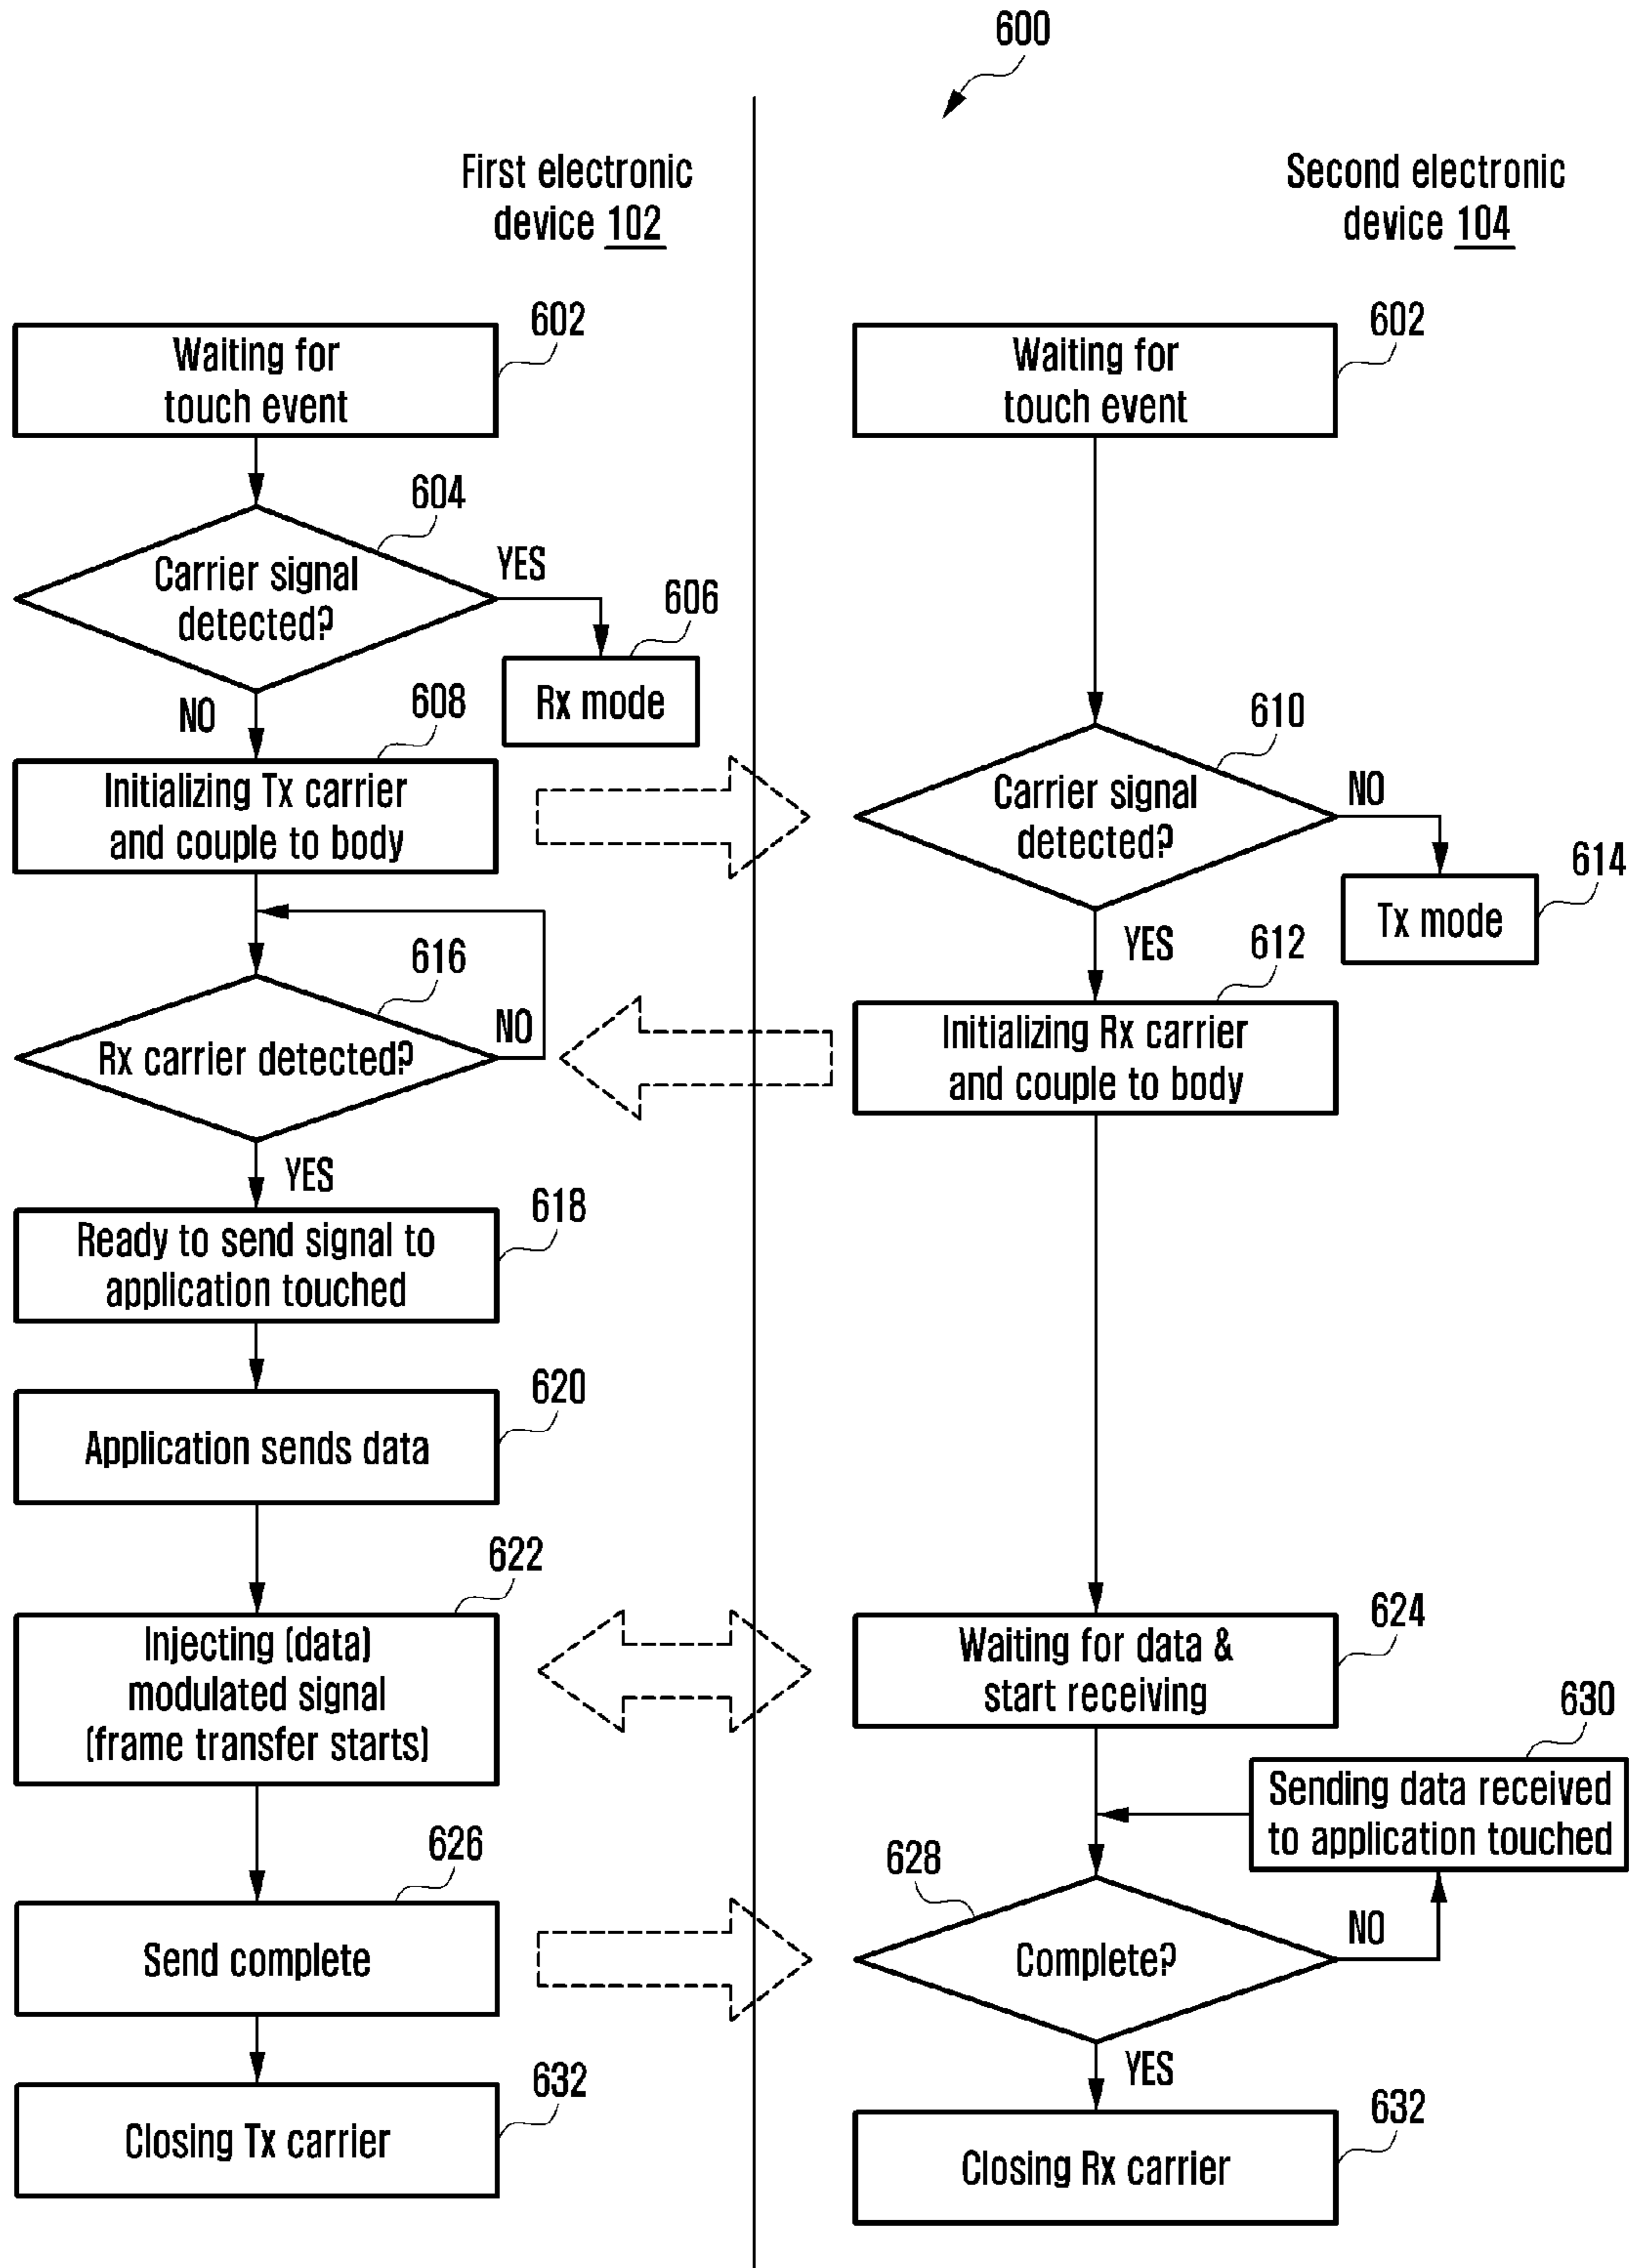 600
First electronic
device 102
Second electronic
device 104
602
Waiting for
touch event
602
Waiting for
touch event
604
Carrier signal
detected?
YES
606
Rx mode
NO
608
Initializing Tx carrier
and couple to body
610
Carrier signal
detected?
NO
614
Tx mode
YES
612
Initializing Rx carrier
and couple to body
616
Rx carrier detected?
NO
YES
618
Ready to send signal to
application touched
620
Application sends data
622
Injecting (data)
modulated signal
(frame transfer starts)
624
Waiting for data &
start receiving
630
Sending data received
to application touched
626
Send complete
628
Complete?
NO
YES
632
Closing Tx carrier
632
Closing Rx carrier